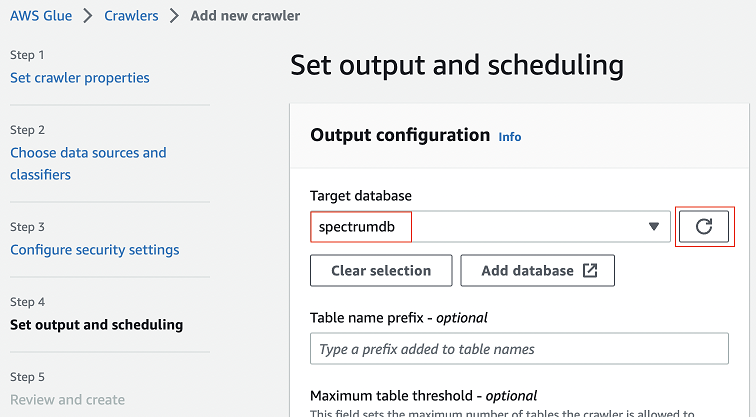 AWS Glue > Crawlers > Add new crawler
Step 1
Set crawler properties
Step 2
Choose data sources and
classifiers
Step 3
Configure security settings
Step 4
Set output and scheduling
Step 5
Review and create
Set output and scheduling
Output configuration Info
Target database
spectrumdb
Clear selection
Add database
Table name prefix - optional
Type a prefix added to table names
Maximum table threshold - optional
This field sets the maximum number of tables the crawler is allowed to